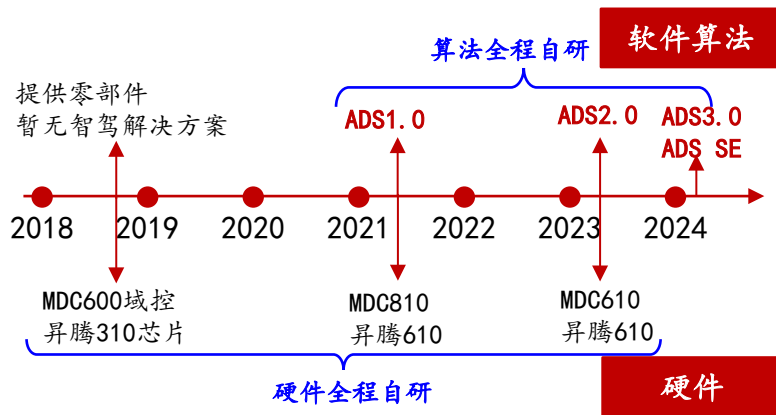 软件算法
算法全程自研
提供零部件
暂无智驾解决方案
ADS1.0
ADS2.0
ADS3.0
ADS SE
2018
2019
2020
2021
2022
2023
2024
MDC600域控
昇腾310芯片
MDC810
昇腾610
MDC610
昇腾610
硬件全程自研
硬件